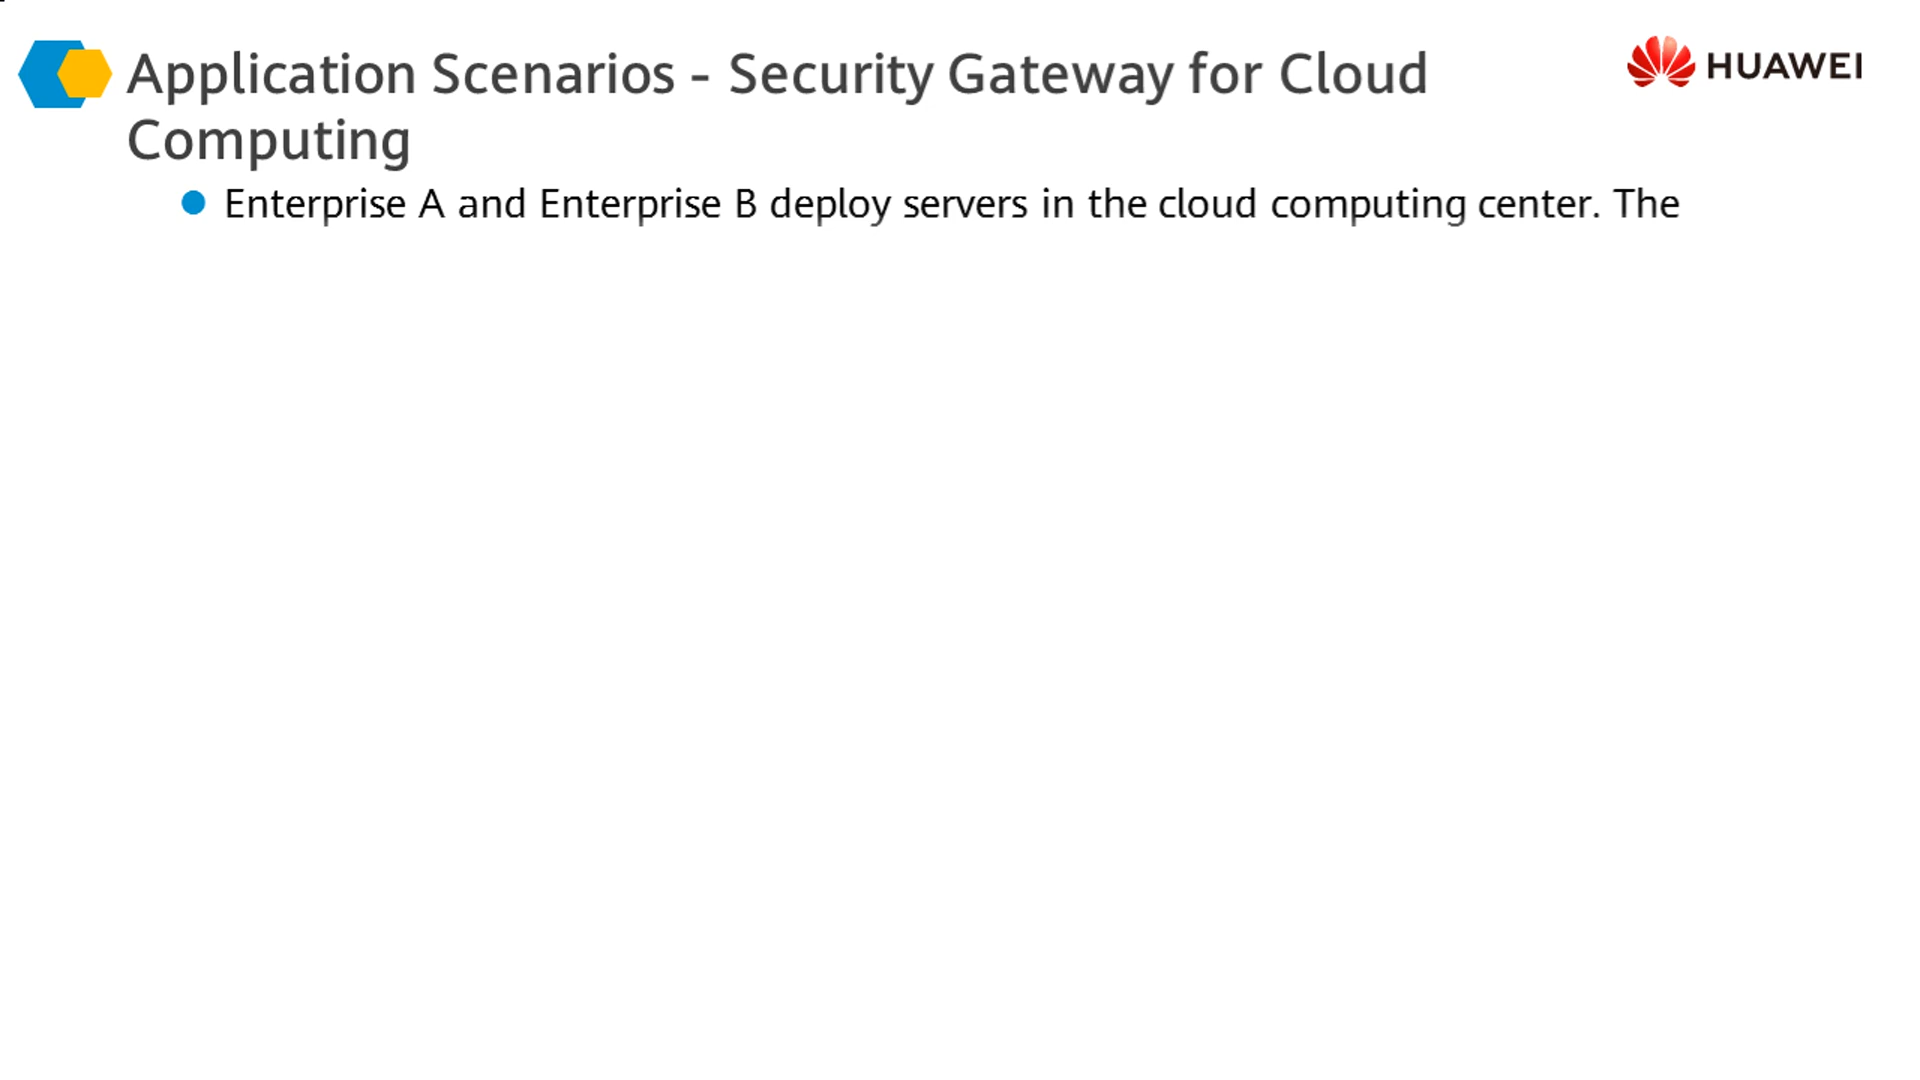 Application Scenarios - Security Gateway for Cloud
Computing
HUAWEI
Enterprise A and Enterprise B deploy servers in the cloud computing center. The